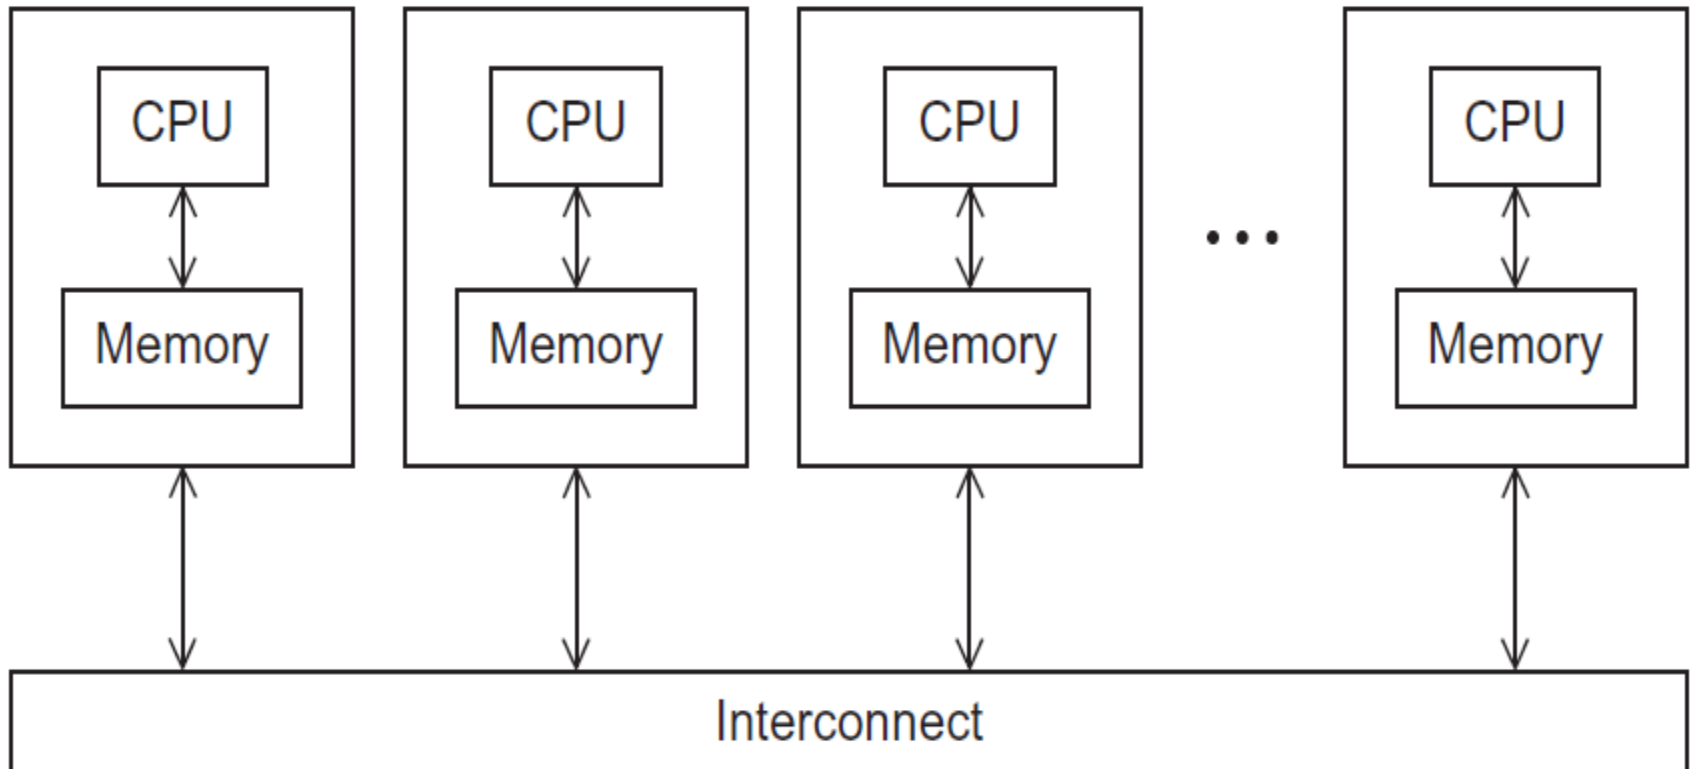 CPU CPU CPU CPU
...
Memory Memory Memory Memory
Interconnect